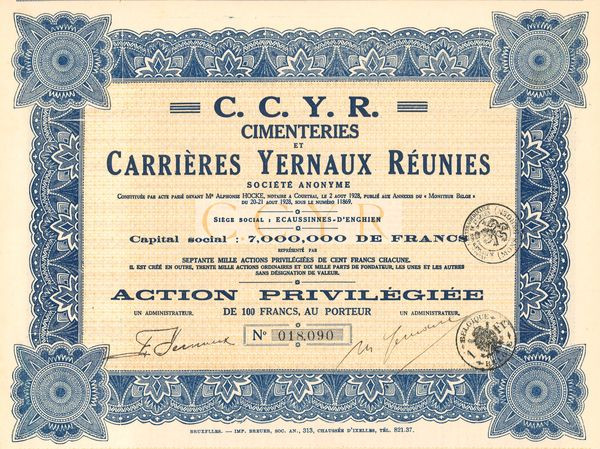 C. C. Y. R.
CIMENTERIES
ET
CARRIÈRES YERNAUX RÉUNIES
SOCIÉTÉ ANONYME
CONSTITUÉE PAR ACTE PASSÉ DEVANT Me ALPHONSE HOCKE, NOTAIRE A COURTRAI, LE 2 AOUT 1928, PUBLIÉ AUX ANNEXES DU « MONITEUR BELGE »
DU 20-21 AOUT 1928, SOUS LE NUMÉRO 11869.
CCYR
SIÈGE SOCIAL : ECAUSSINNES-D'ENGHIEN
Capital social : 7,000,000 DE FRANCS
REPRÉSENTÉ PAR
SEPTANTE MILLE ACTIONS PRIVILÉGIÉES DE CENT FRANCS CHACUNE.
IL EST CRÉÉ EN OUTRE, TRENTE MILLE ACTIONS ORDINAIRES ET DIX MILLE PARTS DE FONDATEUR, LES UNES ET LES AUTRES
SANS DÉSIGNATION DE VALEUR.
ACTION PRIVILÉGIÉE
UN ADMINISTRATEUR. DE 100 FRANCS, AU PORTEUR UN ADMINISTRATEUR.
No 018,090
BELGIQUE
BRUXELLES. — IMP. BREUER, SOC. AN., 313, CHAUSSÉE D'IXELLES, TÉL. 821.37.